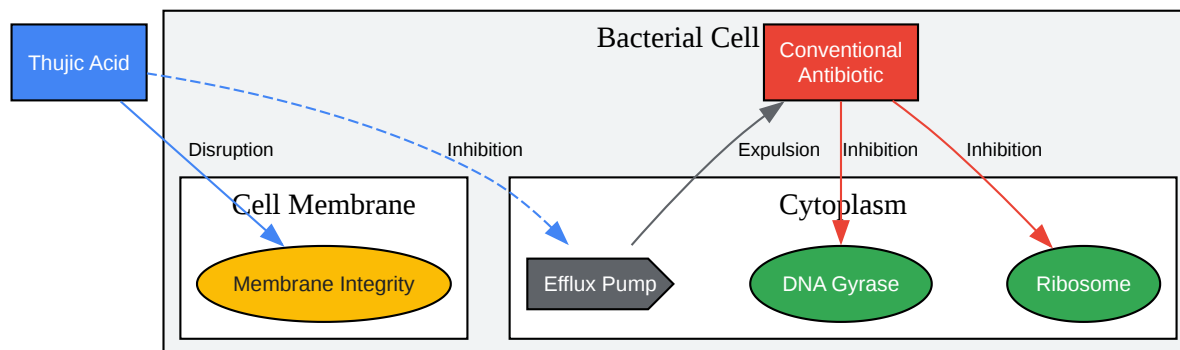 Bacterial Cell
Thujic Acid
Conventional
Antibiotic
Disruption
Inhibition
Expulsion
Inhibition
Inhibition
Cell Membrane
Cytoplasm
Membrane Integrity
Efflux Pump
DNA Gyrase
Ribosome